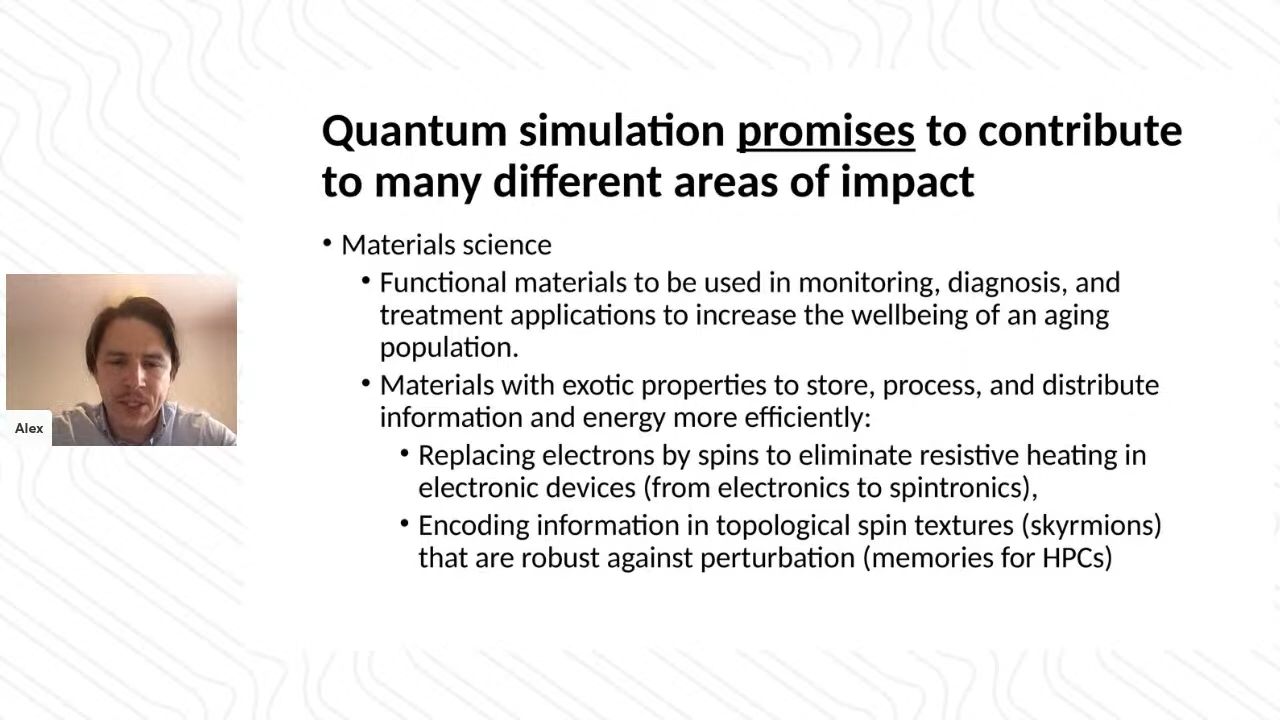 Quantum simulation promises to contribute
to many different areas of impact
• Materials science
• Functional materials to be used in monitoring, diagnosis, and
treatment applications to increase the wellbeing of an aging
population.
• Materials with exotic properties to store, process, and distribute
information and energy more efficiently:
• Replacing electrons by spins to eliminate resistive heating in
electronic devices (from electronics to spintronics),
• Encoding information in topological spin textures (skyrmions)
that are robust against perturbation (memories for HPCs)
Alex